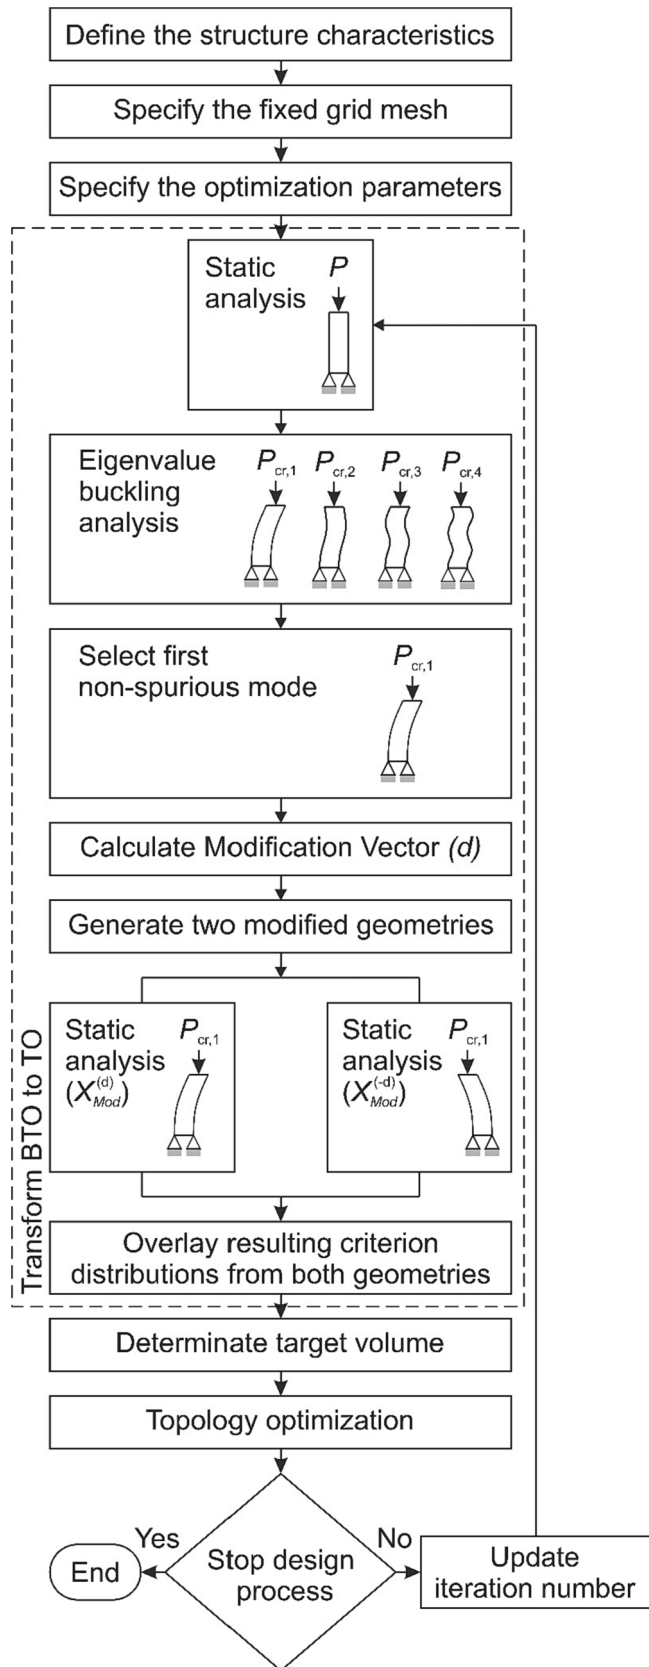 Define the structure characteristics
Specify the fixed grid mesh
Specify the optimization parameters
Static
analysis
P
Eigenvalue
buckling
analysis
Pcr,1
Pcr,2
Pcr,3
Pcr,4
Select first
non-spurious mode
Pcr,1
Calculate Modification Vector (d)
Generate two modified geometries
Static
analysis
(X(d)Mod)
Pcr,1
Static
analysis
(X(-d)Mod)
Pcr,1
Overlay resulting criterion
distributions from both geometries
Transform BTO to TO
Determinate target volume
Topology optimization
Stop design
process
Yes
End
No
Update
iteration number